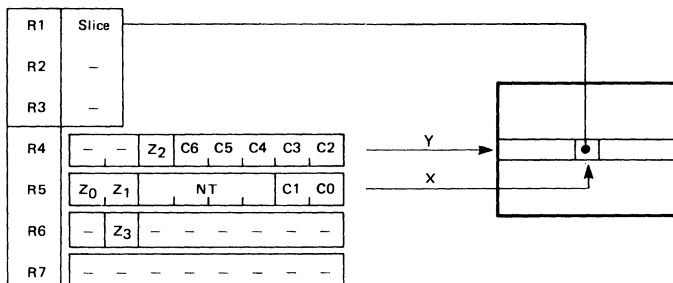 R1 Slice
R2 –
R3 –
R4 – – Z2 C6 C5 C4 C3 C2 Y
R5 Z0 Z1 NT C1 C0 X
R6 – Z3 – – – – – –
R7 – – – – – – – –